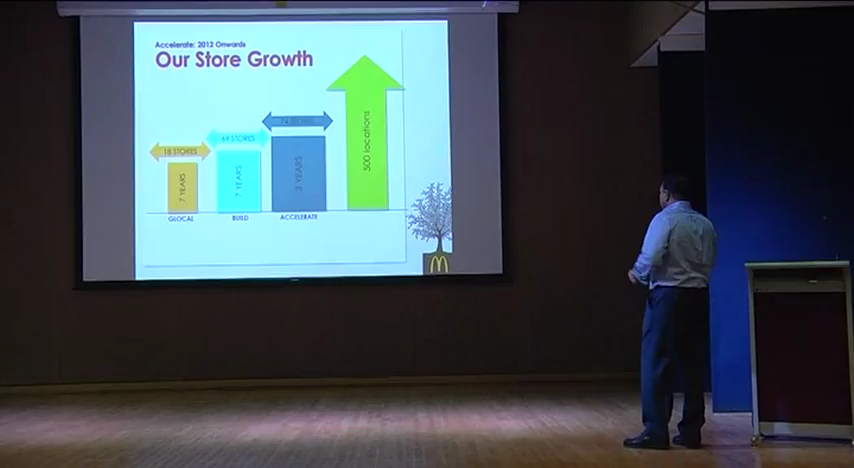 Accelerate: 2012 Onwards
Our Store Growth
18 STORES
69 STORES
STORES
7 YEARS
7 YEARS
3 YEARS
500 locations
GLOCAL
BUILD
ACCELERATE